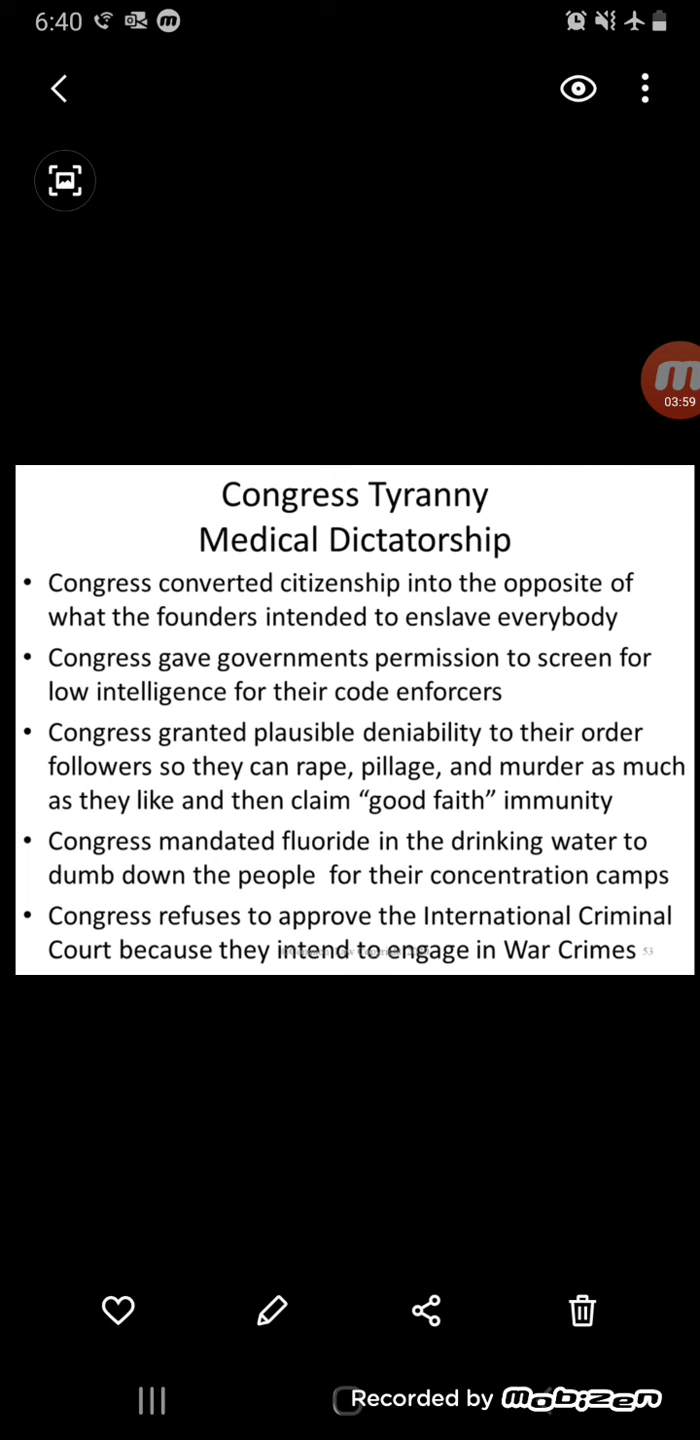 6:40
03:59
Congress Tyranny
Medical Dictatorship
• Congress converted citizenship into the opposite of
what the founders intended to enslave everybody
• Congress gave governments permission to screen for
low intelligence for their code enforcers
• Congress granted plausible deniability to their order
followers so they can rape, pillage, and murder as much
as they like and then claim “good faith” immunity
• Congress mandated fluoride in the drinking water to
dumb down the people for their concentration camps
• Congress refuses to approve the International Criminal
Court because they intend to engage in War Crimes
53
Recorded by Mobizen